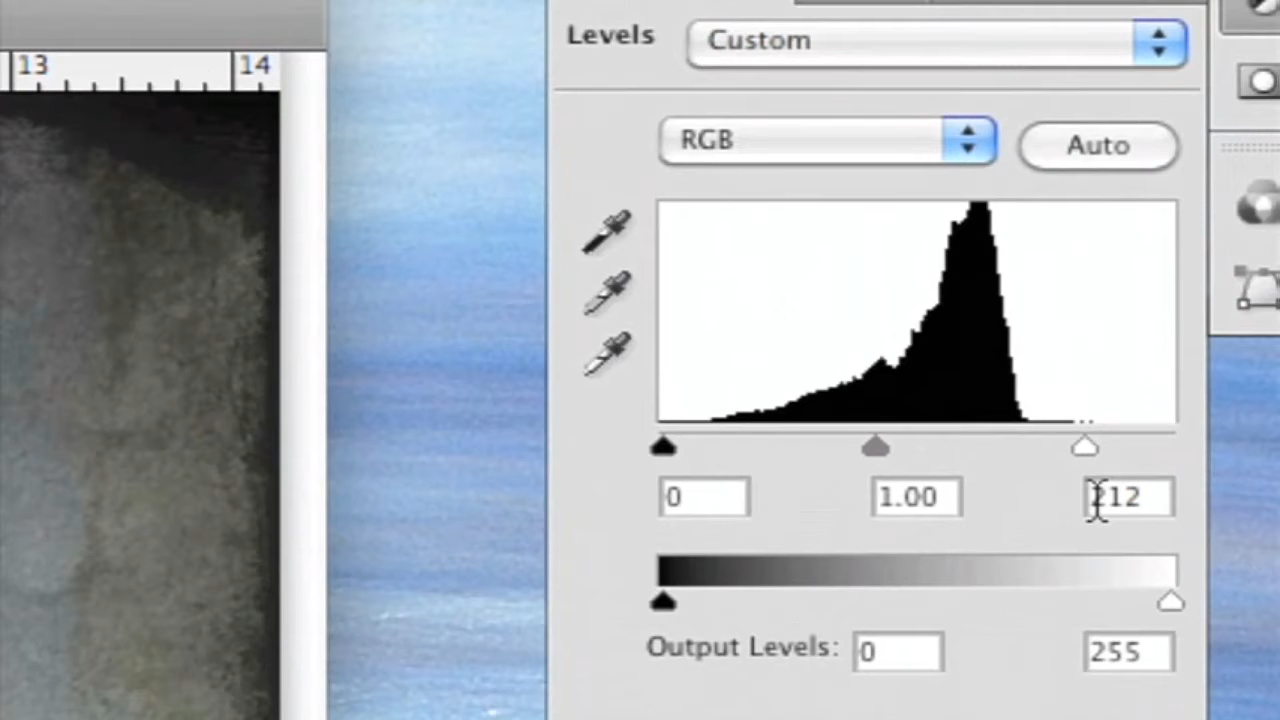 Levels Custom
13 14
RGB Auto
0 1.00 212
Output Levels: 0 255